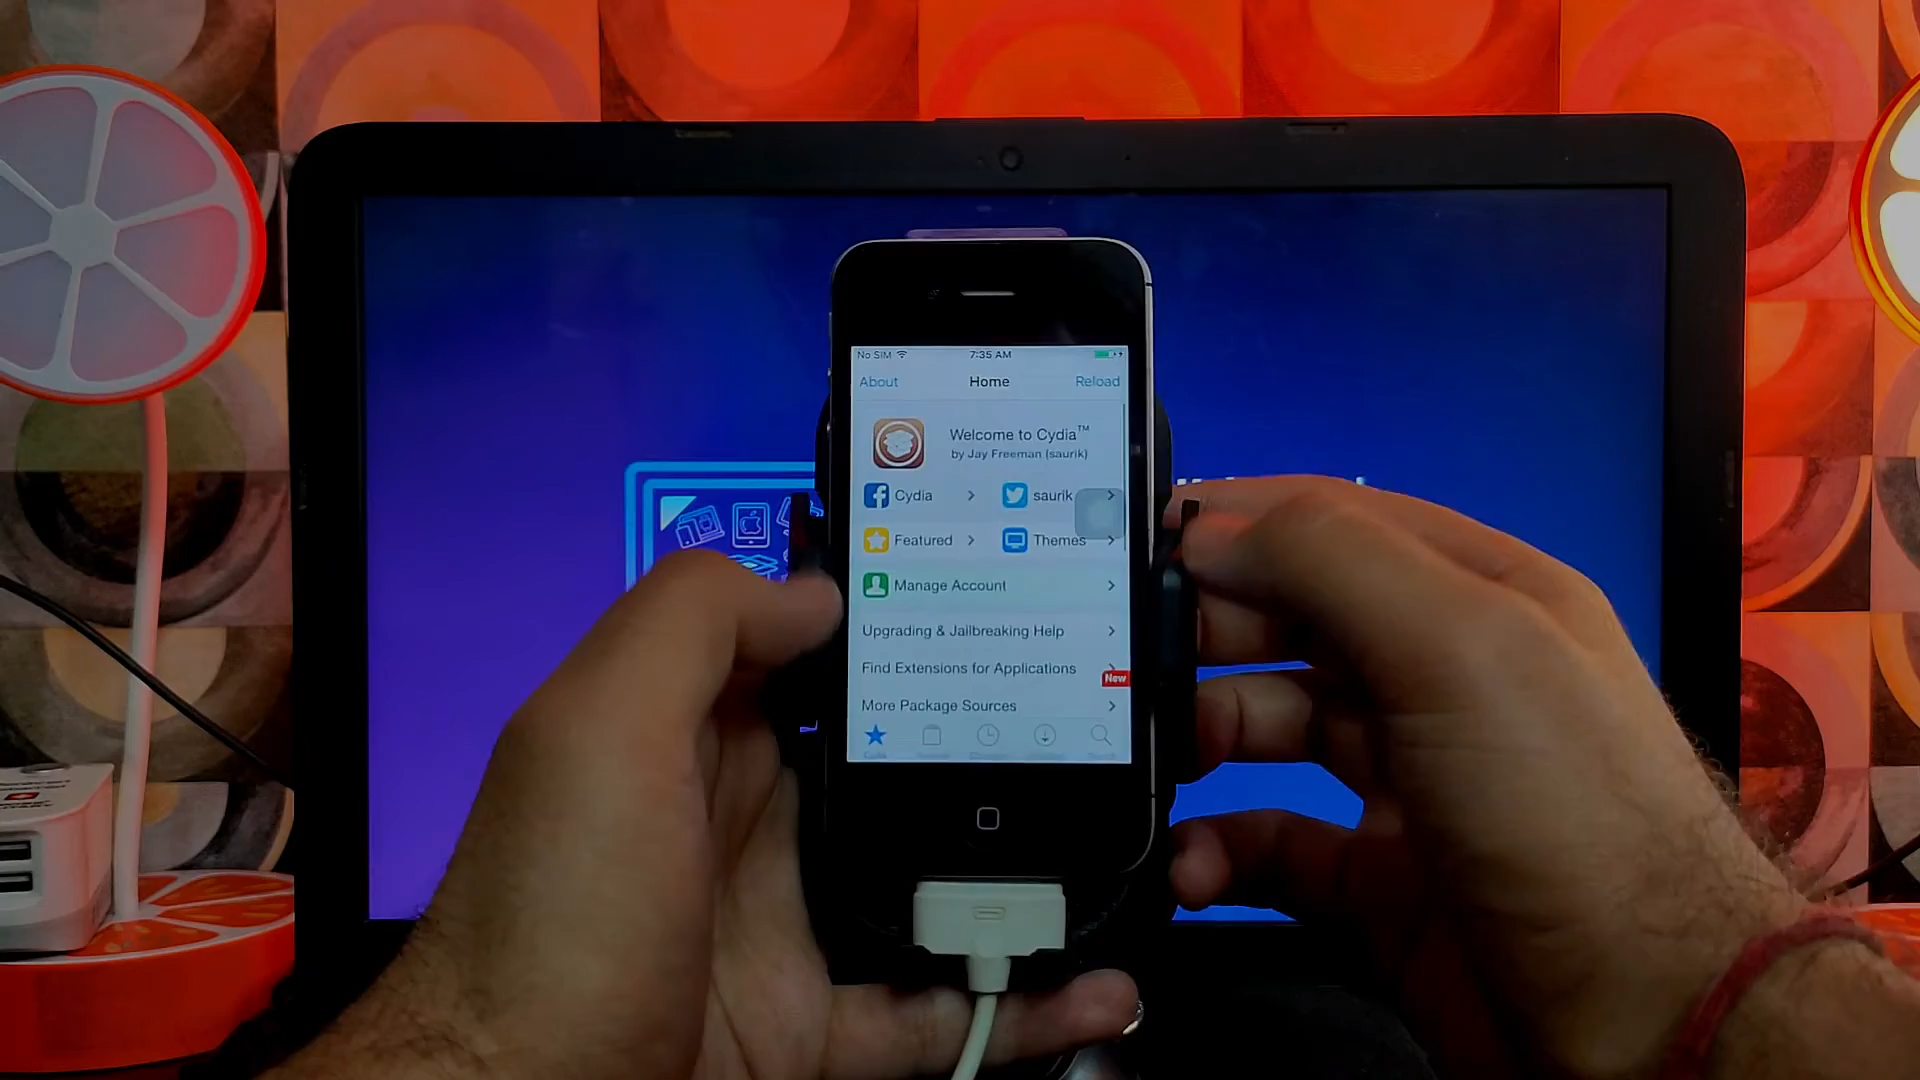 No SIM 7:35 AM
About Home Reload
Welcome to Cydia™
by Jay Freeman (saurik)
Cydia saurik
Featured Themes
Manage Account
Upgrading & Jailbreaking Help
Find Extensions for Applications
New
More Package Sources
Cydia